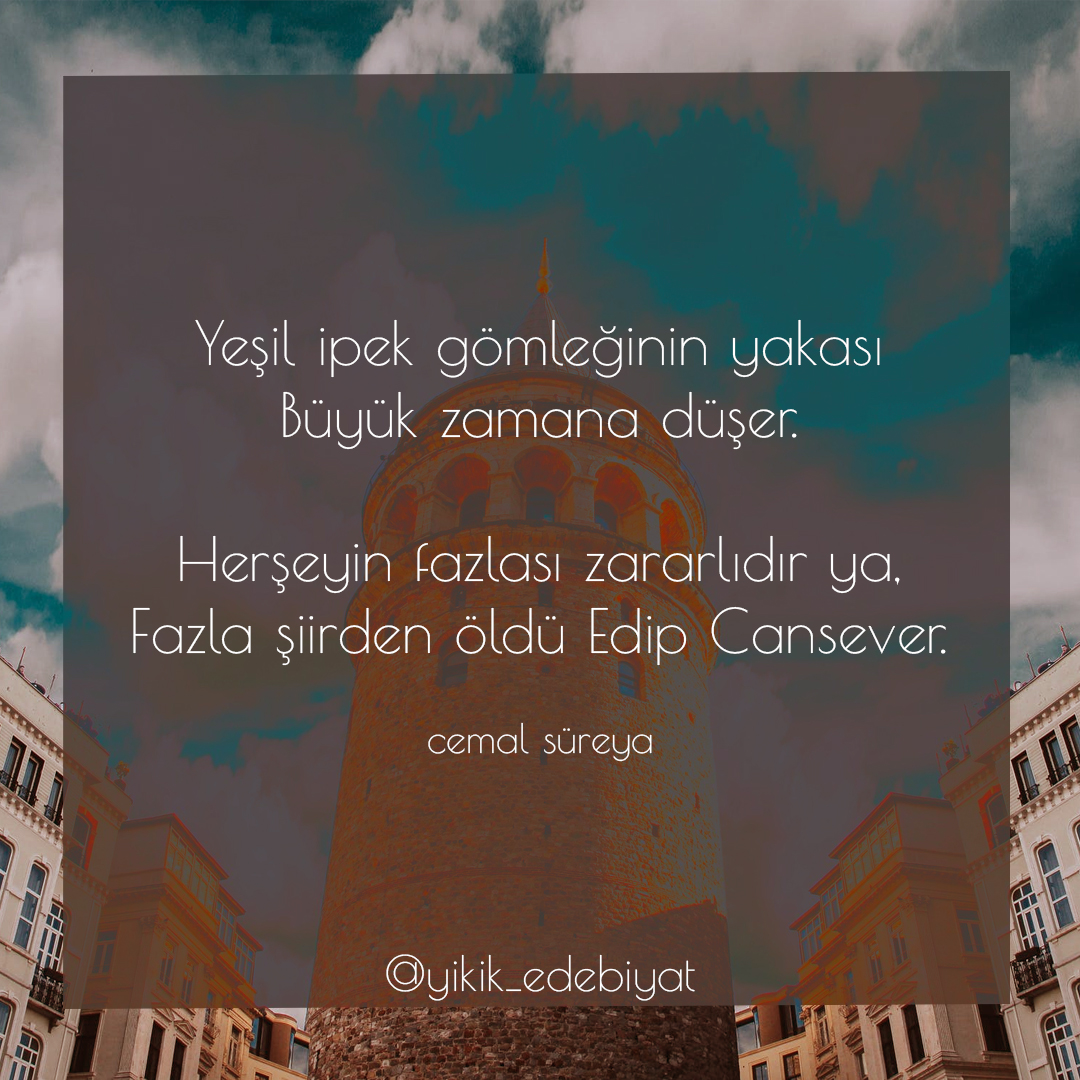 Yeşil ipek gömleğinin yakası
Büyük zamana düşer.
Herşeyin fazlası zararlıdır ya,
Fazla şiirden öldü Edip Cansever.
cemal süreya
@yikik_edebiyat